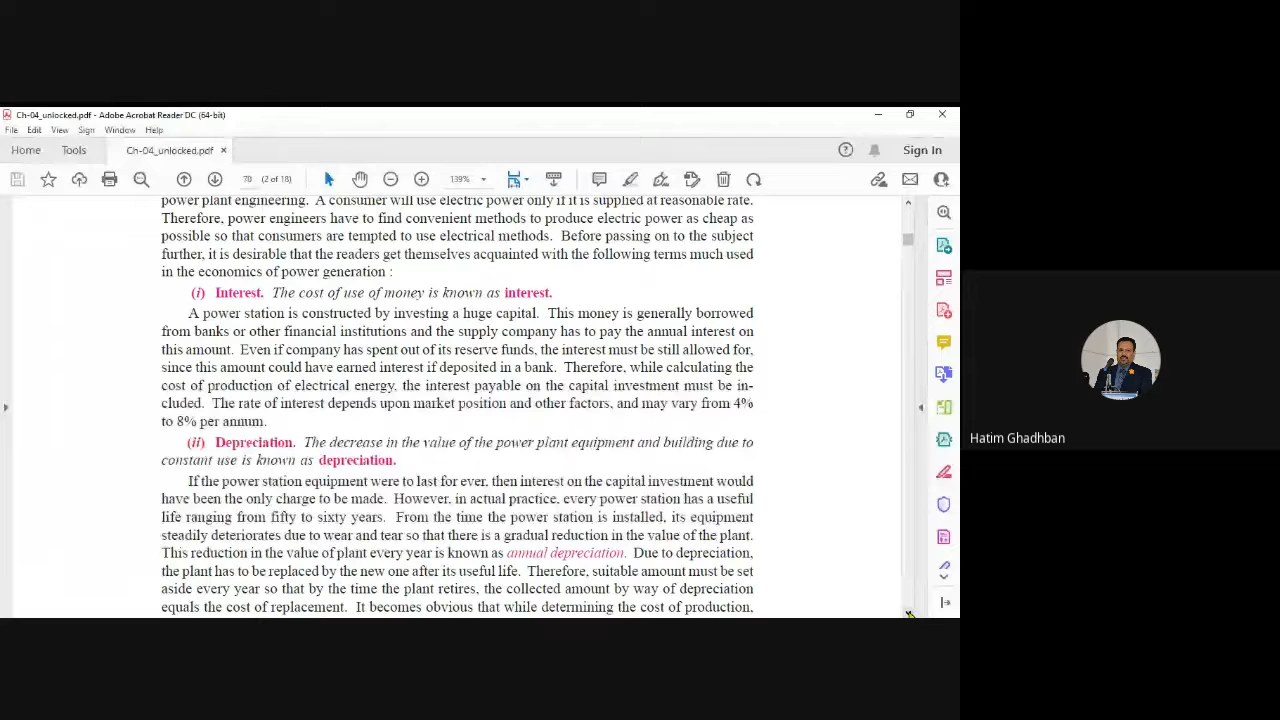 Ch-04_unlocked.pdf - Adobe Acrobat Reader DC (64-bit)
File Edit View Sign Window Help
Home Tools Ch-04_unlocked.pdf × Sign In
70 (2 of 18) 139%
power plant engineering. A consumer will use electric power only if it is supplied at reasonable rate.
Therefore, power engineers have to find convenient methods to produce electric power as cheap as
possible so that consumers are tempted to use electrical methods. Before passing on to the subject
further, it is desirable that the readers get themselves acquainted with the following terms much used
in the economics of power generation :
(i) Interest. The cost of use of money is known as interest.
A power station is constructed by investing a huge capital. This money is generally borrowed
from banks or other financial institutions and the supply company has to pay the annual interest on
this amount. Even if company has spent out of its reserve funds, the interest must be still allowed for,
since this amount could have earned interest if deposited in a bank. Therefore, while calculating the
cost of production of electrical energy, the interest payable on the capital investment must be in-
cluded. The rate of interest depends upon market position and other factors, and may vary from 4%
to 8% per annum.
(ii) Depreciation. The decrease in the value of the power plant equipment and building due to
constant use is known as depreciation.
If the power station equipment were to last for ever, then interest on the capital investment would
have been the only charge to be made. However, in actual practice, every power station has a useful
life ranging from fifty to sixty years. From the time the power station is installed, its equipment
steadily deteriorates due to wear and tear so that there is a gradual reduction in the value of the plant.
This reduction in the value of plant every year is known as annual depreciation. Due to depreciation,
the plant has to be replaced by the new one after its useful life. Therefore, suitable amount must be set
aside every year so that by the time the plant retires, the collected amount by way of depreciation
equals the cost of replacement. It becomes obvious that while determining the cost of production,
Hatim Ghadhban